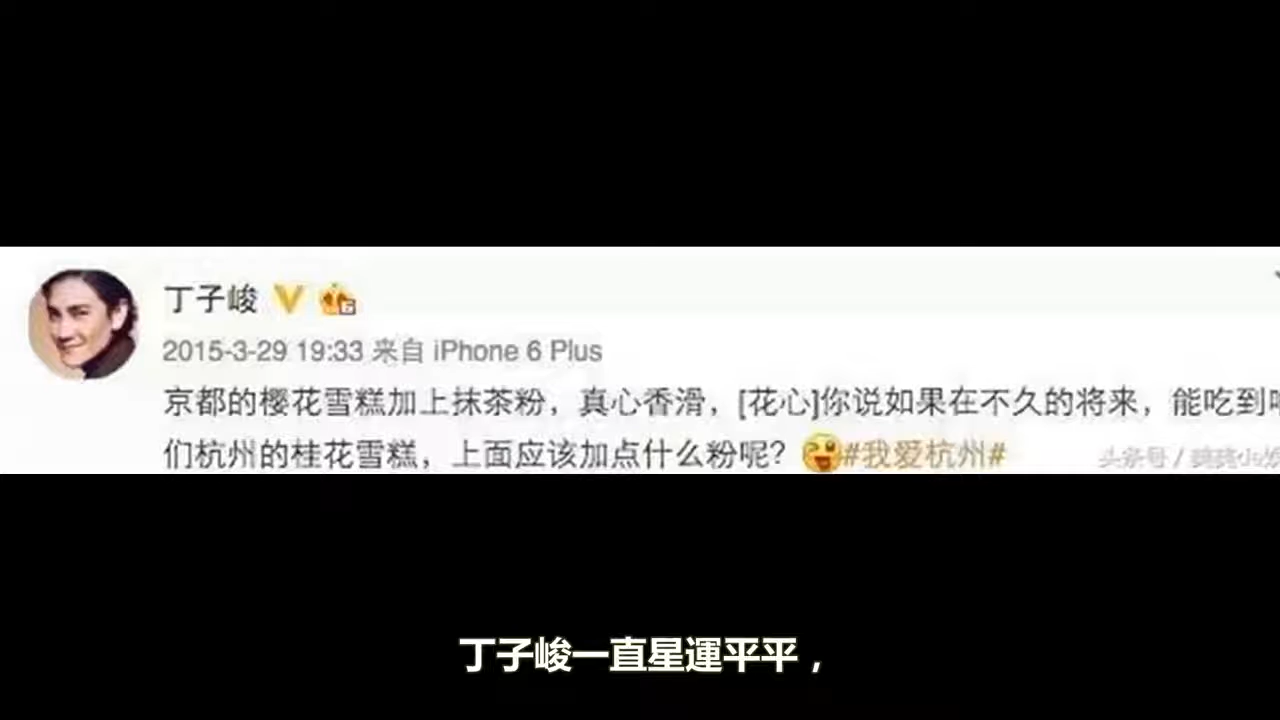 丁子峻
2015-3-29 19:33 来自 iPhone 6 Plus
京都的樱花雪糕加上抹茶粉，真心香滑，[花心]你说如果在不久的将来，能吃到
们杭州的桂花雪糕，上面应该加点什么粉呢？#我爱杭州#
头条号 /
丁子峻一直星運平平，